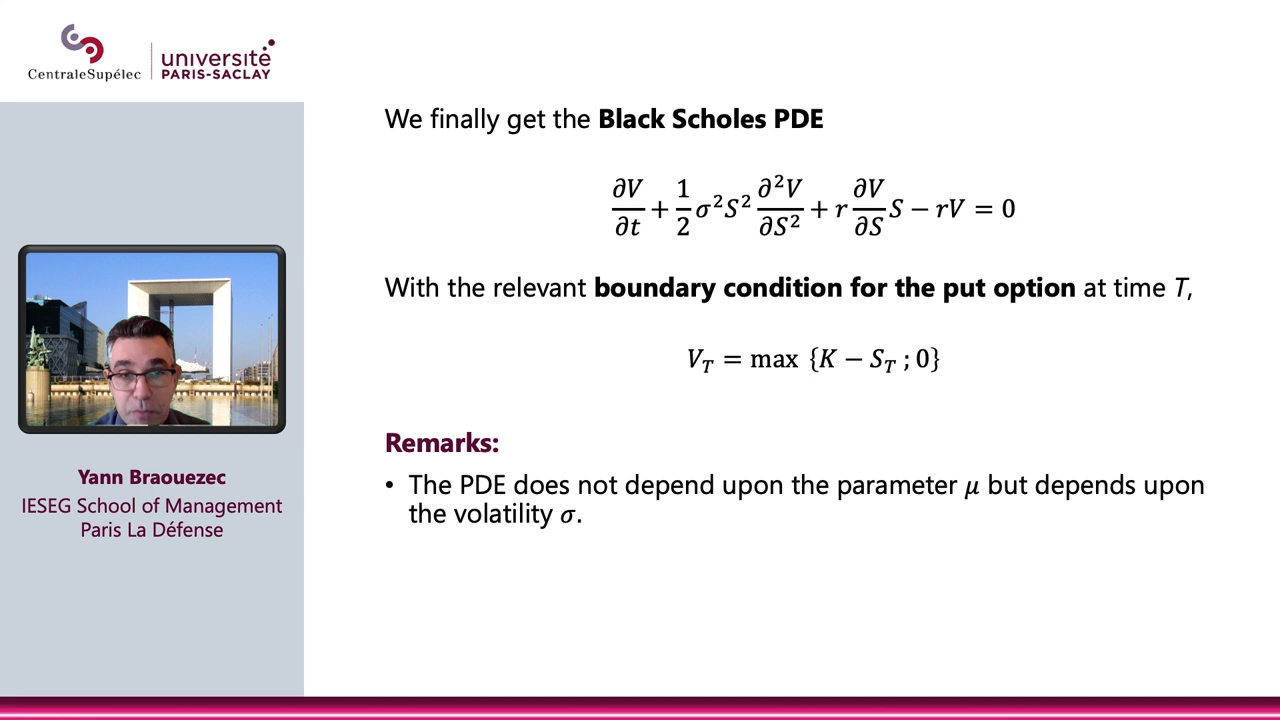 CentraleSupélec
université
PARIS-SACLAY
We finally get the Black Scholes PDE
∂V/∂t + 1/2 σ²S² ∂²V/∂S² + r ∂V/∂S S − rV = 0
With the relevant boundary condition for the put option at time T,
V_T = max {K − S_T ; 0}
Remarks:
• The PDE does not depend upon the parameter μ but depends upon
the volatility σ.
Yann Braouezec
IESEG School of Management
Paris La Défense